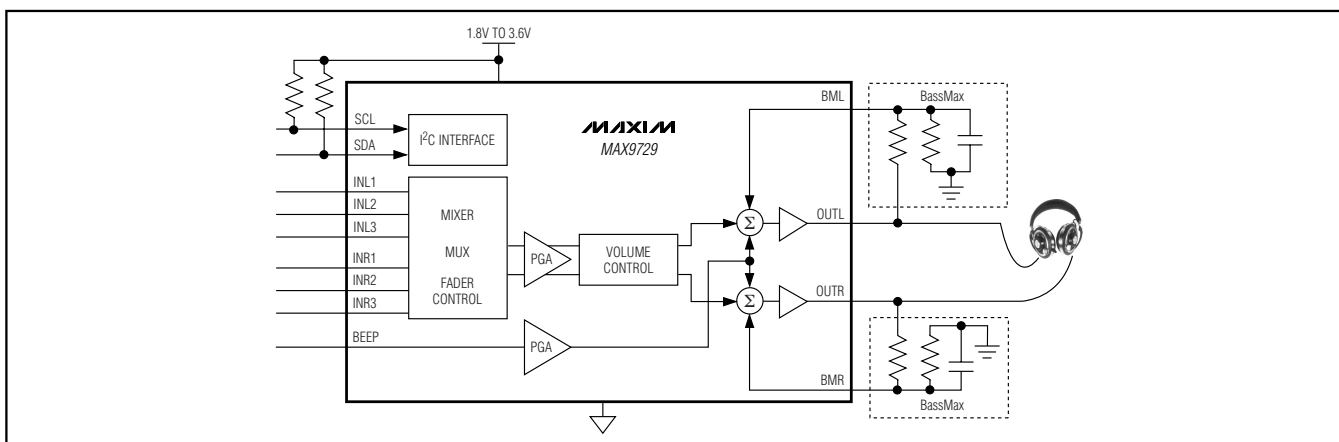 1.8V TO 3.6V
SCL
SDA
I²C INTERFACE
MAXIM
MAX9729
BML
BassMax
INL1
INL2
INL3
INR1
INR2
INR3
MIXER
MUX
FADER
CONTROL
PGA
VOLUME
CONTROL
Σ
OUTL
Σ
OUTR
BEEP
PGA
BMR
BassMax